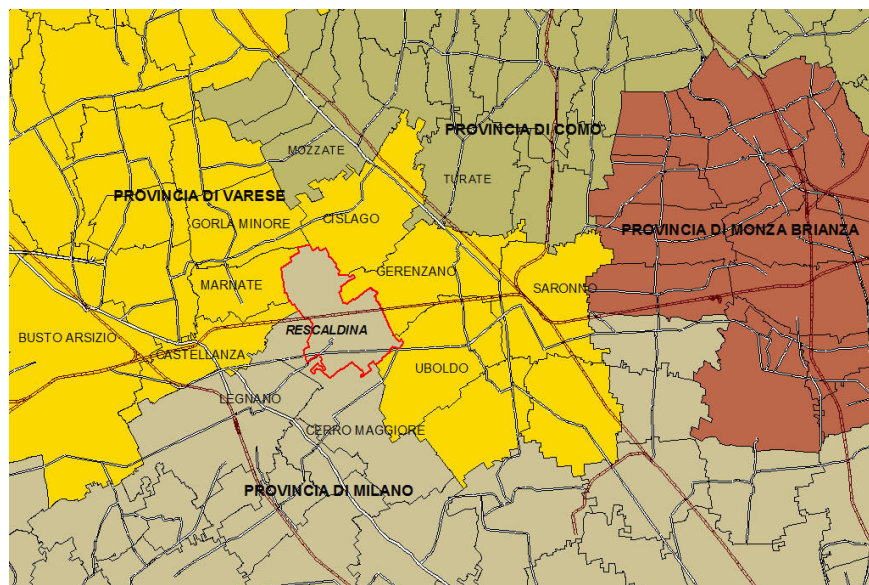 PROVINCIA DI COMO
MOZZATE
TURATE
PROVINCIA DI VARESE
GORLA MINORE
CISLAGO
PROVINCIA DI MONZA BRIANZA
GERENZANO
MARNATE
SARONNO
RESCALDINA
BUSTO ARSIZIO
CASTELLANZA
UBOLDO
LEGNANO
CERRO MAGGIORE
PROVINCIA DI MILANO